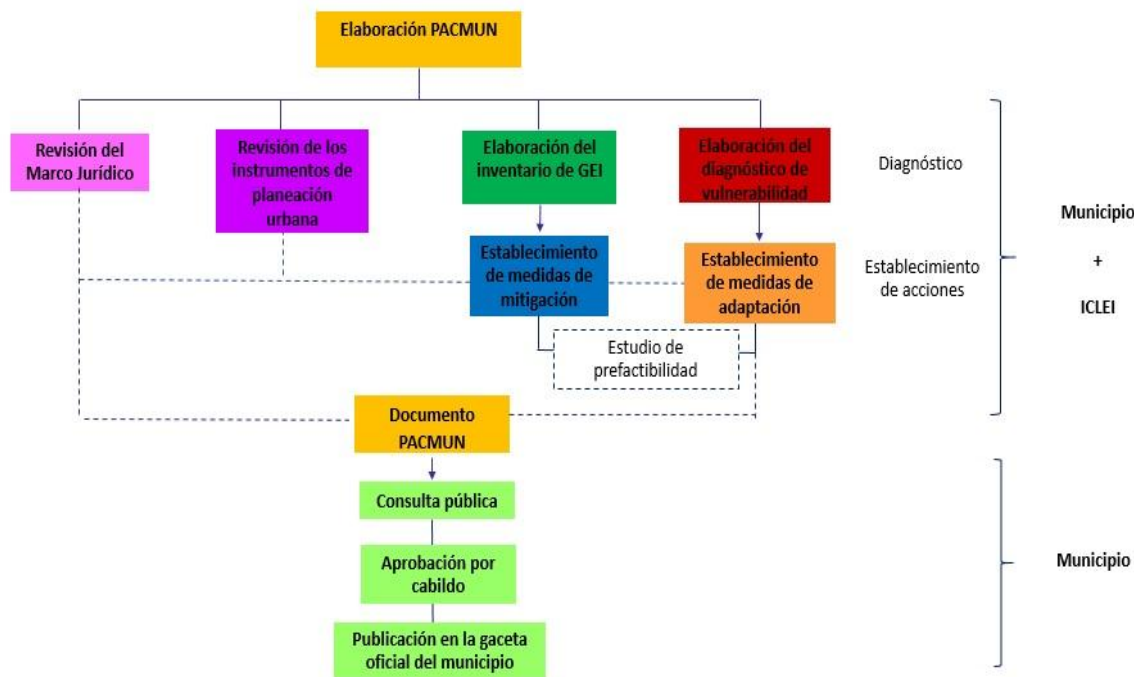 Elaboración PACMUN
Revisión del
Marco Jurídico
Revisión de los
instrumentos de
planeación
urbana
Elaboración del
inventario de GEI
Elaboración del
diagnóstico de
vulnerabilidad
Diagnóstico
Establecimiento
de medidas de
mitigación
Establecimiento
de medidas de
adaptación
Establecimiento
de acciones
Municipio
+
ICLEI
Estudio de
prefactibilidad
Documento
PACMUN
Consulta pública
Aprobación por
cabildo
Publicación en la gaceta
oficial del municipio
Municipio